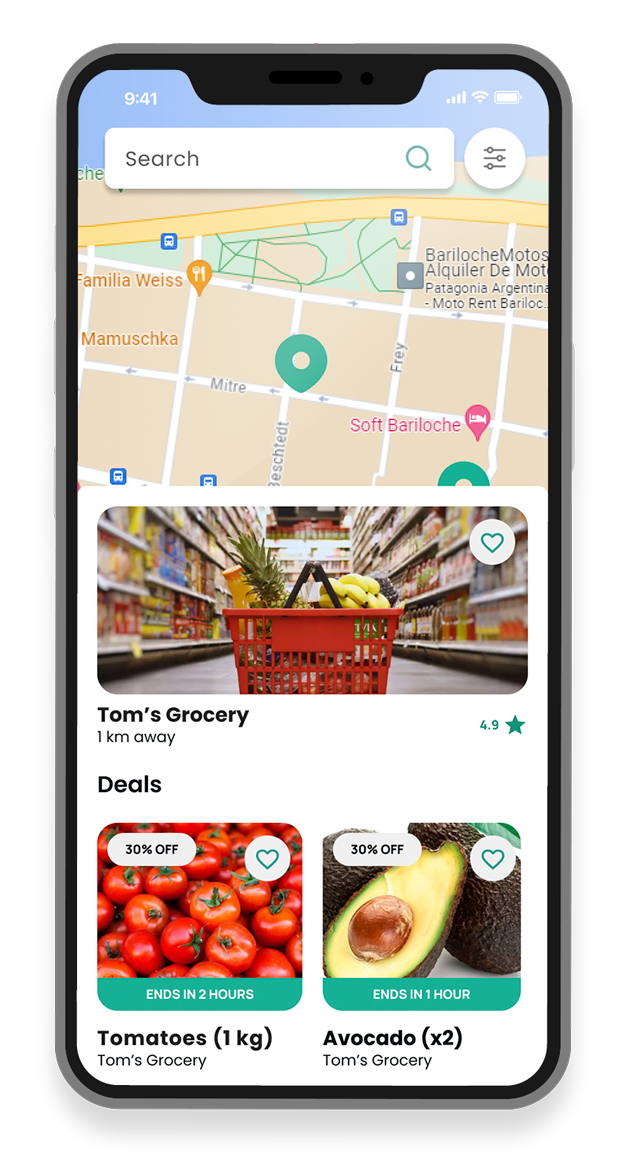 9:41
Search
che
BarilocheMotos
Alquiler De Mot
Patagonia Argentina
- Moto Rent Bariloc...
Familia Weiss
Mamuschka
Frey
Mitre
Soft Bariloche
Beschtedt
Tom's Grocery
4.9
1 km away
Deals
30% OFF
30% OFF
ENDS IN 2 HOURS
ENDS IN 1 HOUR
Tomatoes (1 kg)
Avocado (x2)
Tom's Grocery
Tom's Grocery